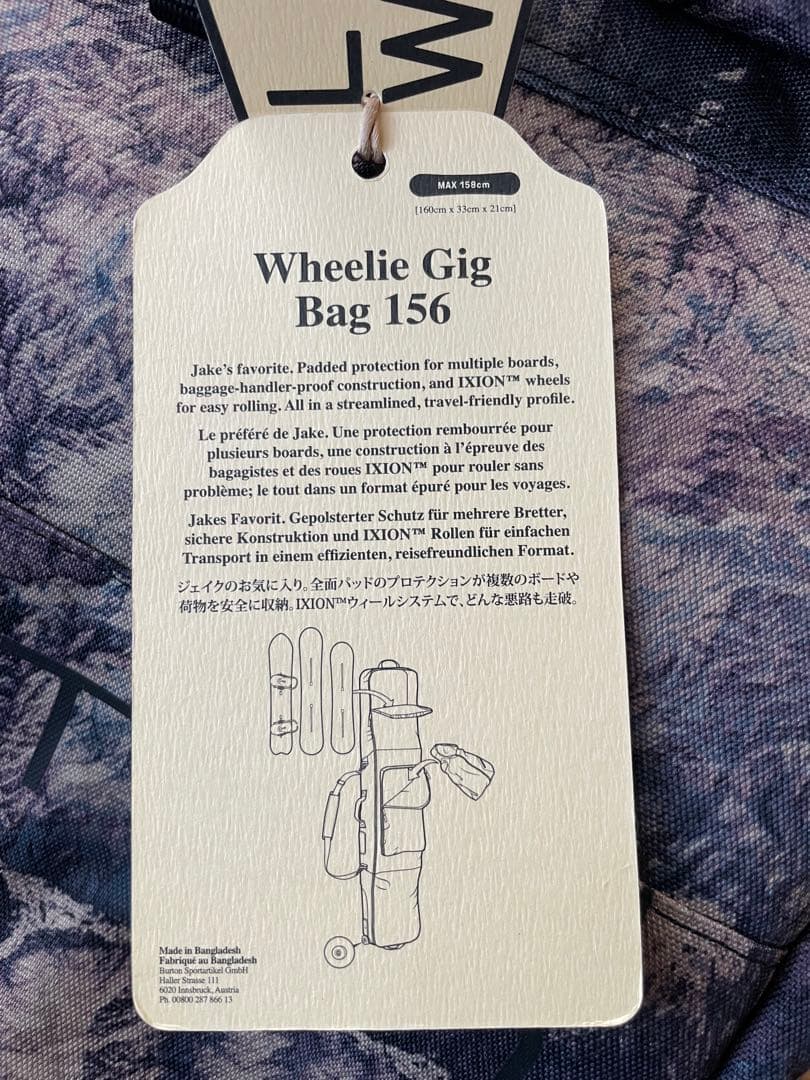 L
W
MAX 158cm
[160cm x 33cm x 21cm]
Wheelie Gig
Bag 156
Jake's favorite. Padded protection for multiple boards,
baggage-handler-proof construction, and IXION™ wheels
for easy rolling. All in a streamlined, travel-friendly profile.
Le préféré de Jake. Une protection rembourrée pour
plusieurs boards, une construction à l'épreuve des
bagagistes et des roues IXION™ pour rouler sans
problème; le tout dans un format épuré pour les voyages.
Jakes Favorit. Gepolsterter Schutz für mehrere Bretter,
sichere Konstruktion und IXION™ Rollen für einfachen
Transport in einem effizienten, reisefreundlichen Format.
ジェイクのお気に入り。全面パッドのプロテクションが複数のボードや
荷物を安全に収納。IXION™ウィールシステムで、どんな悪路も走破。
Made in Bangladesh
Fabriqué au Bangladesh
Burton Sportartikel GmbH
Haller Strasse 111
6020 Innsbruck, Austria
Ph. 00800 287 866 13